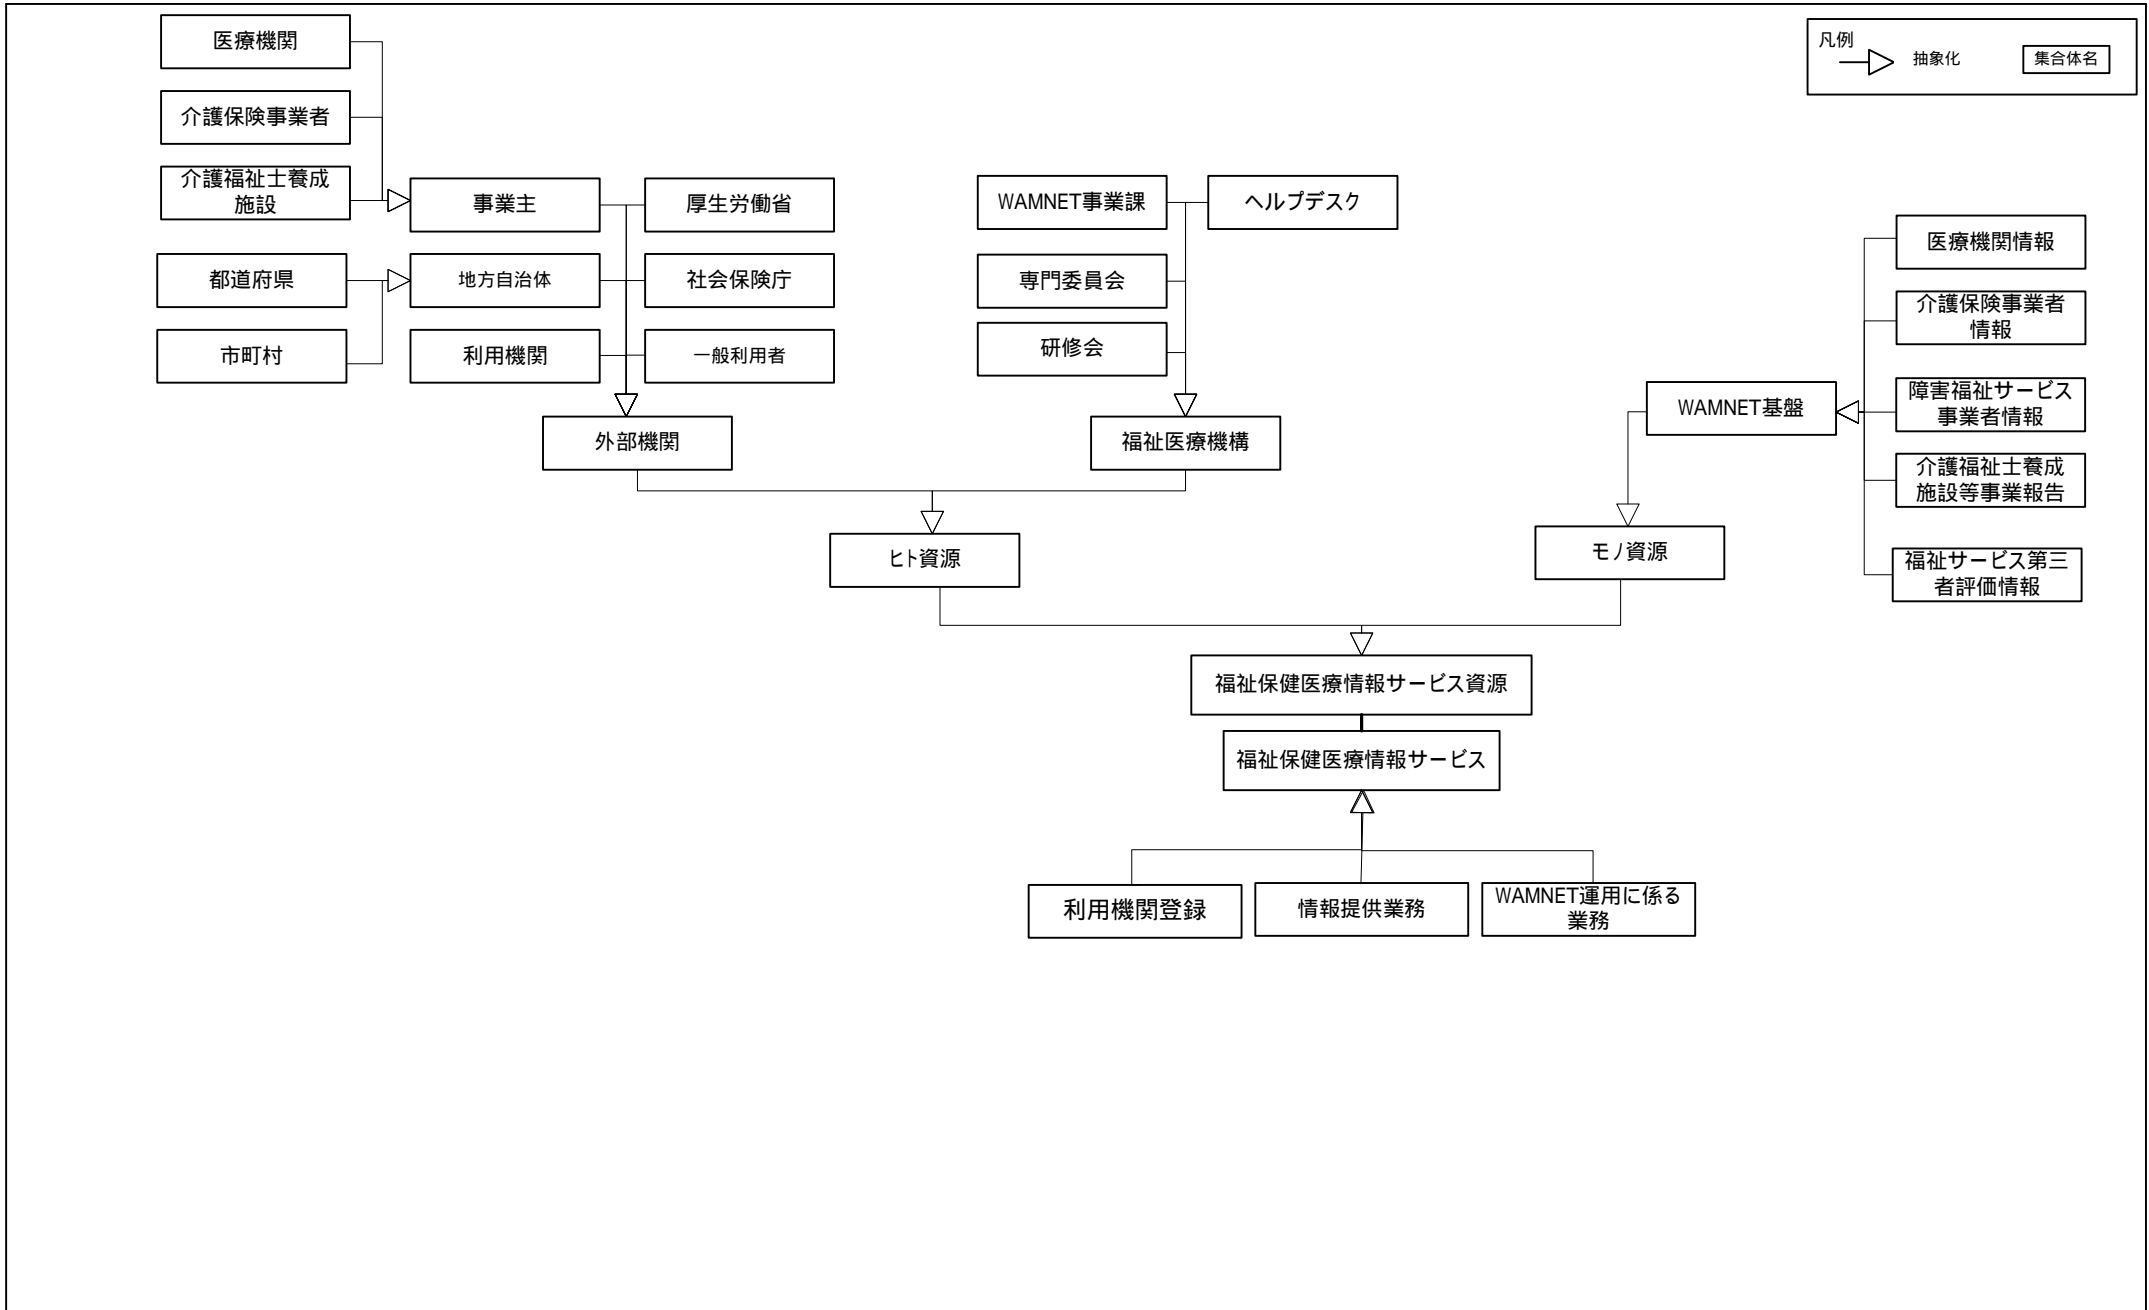 医療機関
凡例
抽象化
集合体名
介護保険事業者
介護福祉士養成
施設
事業主
厚生労働省
WAMNET事業課
ヘルプデスク
医療機関情報
都道府県
地方自治体
社会保険庁
専門委員会
介護保険事業者
情報
市町村
利用機関
一般利用者
研修会
障害福祉サービス
事業者情報
WAMNET基盤
外部機関
福祉医療機構
介護福祉士養成
施設等事業報告
ヒト資源
モノ資源
福祉サービス第三
者評価情報
福祉保健医療情報サービス資源
福祉保健医療情報サービス
利用機関登録
情報提供業務
WAMNET運用に係る
業務